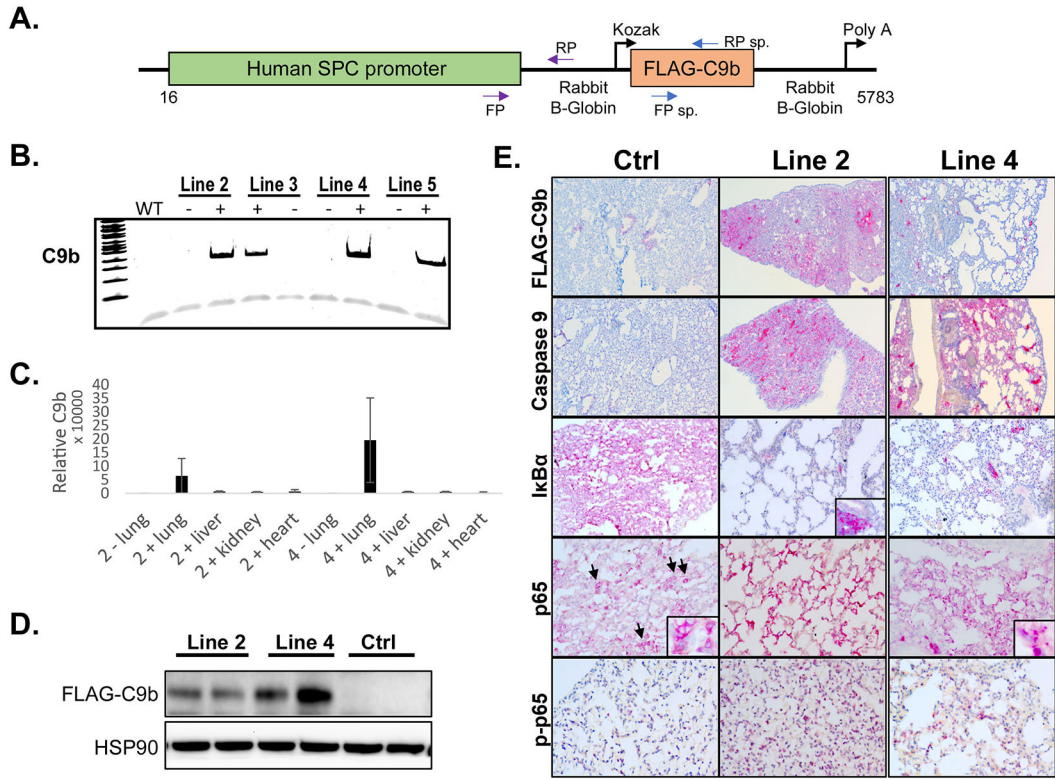 A.
Kozak
Poly A
RP
RP sp.
Human SPC promoter
FLAG-C9b
16
FP
Rabbit
B-Globin
FP sp.
Rabbit
B-Globin
5783
B.
Line 2 Line 3 Line 4 Line 5
WT - + + - - + - +
C9b
C.
Relative C9b
x 10000
40
35
30
25
20
15
10
5
0
2 - lung
2 + lung
2 + liver
2 + kidney
2 + heart
4 - lung
4 + lung
4 + liver
4 + kidney
4 + heart
D.
Line 2 Line 4 Ctrl
FLAG-C9b
HSP90
E.
Ctrl Line 2 Line 4
FLAG-C9b
Caspase 9
IκBα
p65
p-p65